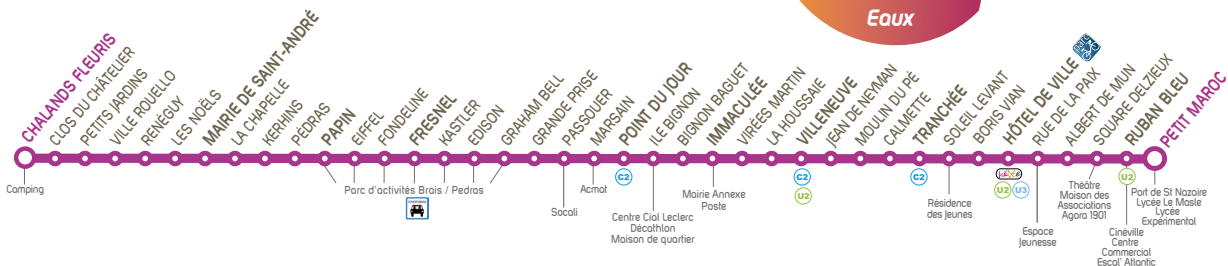 Eaux
CHALANDS FLEURIS
CLOS DU CHÂTELIER
PETITS JARDINS
VILLE ROUELLO
RENÉGUY
LES NOËLS
MAIRIE DE SAINT-ANDRÉ
LA CHAPELLE
KERHINS
PEDRAS
PAPIN
EIFFEL
FONDELINE
FRESNEL
KASTLER
EDISON
GRAHAM BELL
GRANDE PRISE
PASSOUER
MARSAIN
POINT DU JOUR
ILE BIGNON
BIGNON BAGUET
IMMACULÉE
VIRÉES MARTIN
LA HOUSSAIE
VILLENEUVE
JEAN DE NEYMAN
MOULIN DU PÉ
CALMETTE
TRANCHÉE
SOLEIL LEVANT
BORIS VIAN
HÔTEL DE VILLE
RUE DE LA PAIX
ALBERT DE MUN
SQUARE DELZIEUX
RUBAN BLEU
PETIT MAROC
Camping
Parc d'activités Brais / Pedras
Socali
Acmat
C2
Centre Cial Leclerc
Décathlon
Maison de quartier
Mairie Annexe
Poste
C2
U2
C2
Résidence
des Jeunes
hélYce
U2 U3
Espace
Jeunesse
Théâtre
Maison des
Associations
Agora 1901
U2
Cinéville
Centre
Commercial
Escal' Atlantic
Port de St Nazaire
Lycée Le Masle
Lycée
Expérimental